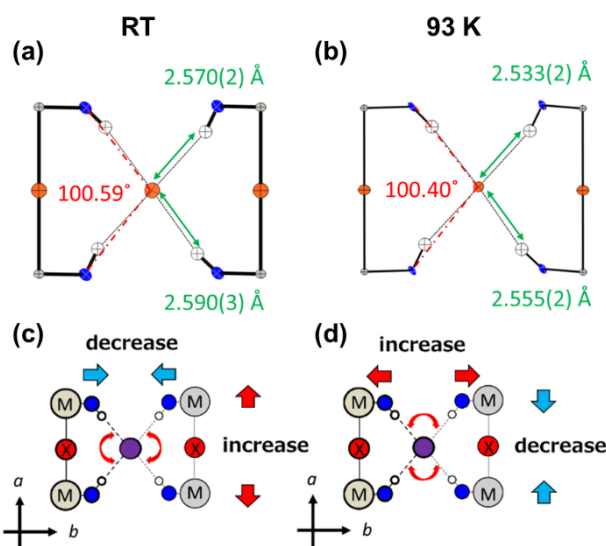 RT
93 K
(a)
(b)
2.570(2) Å
2.533(2) Å
100.59°
100.40°
2.590(3) Å
2.555(2) Å
(c)
(d)
decrease
increase
M
M
M
M
X
X
increase
X
X
decrease
M
M
M
M
a
b
a
b